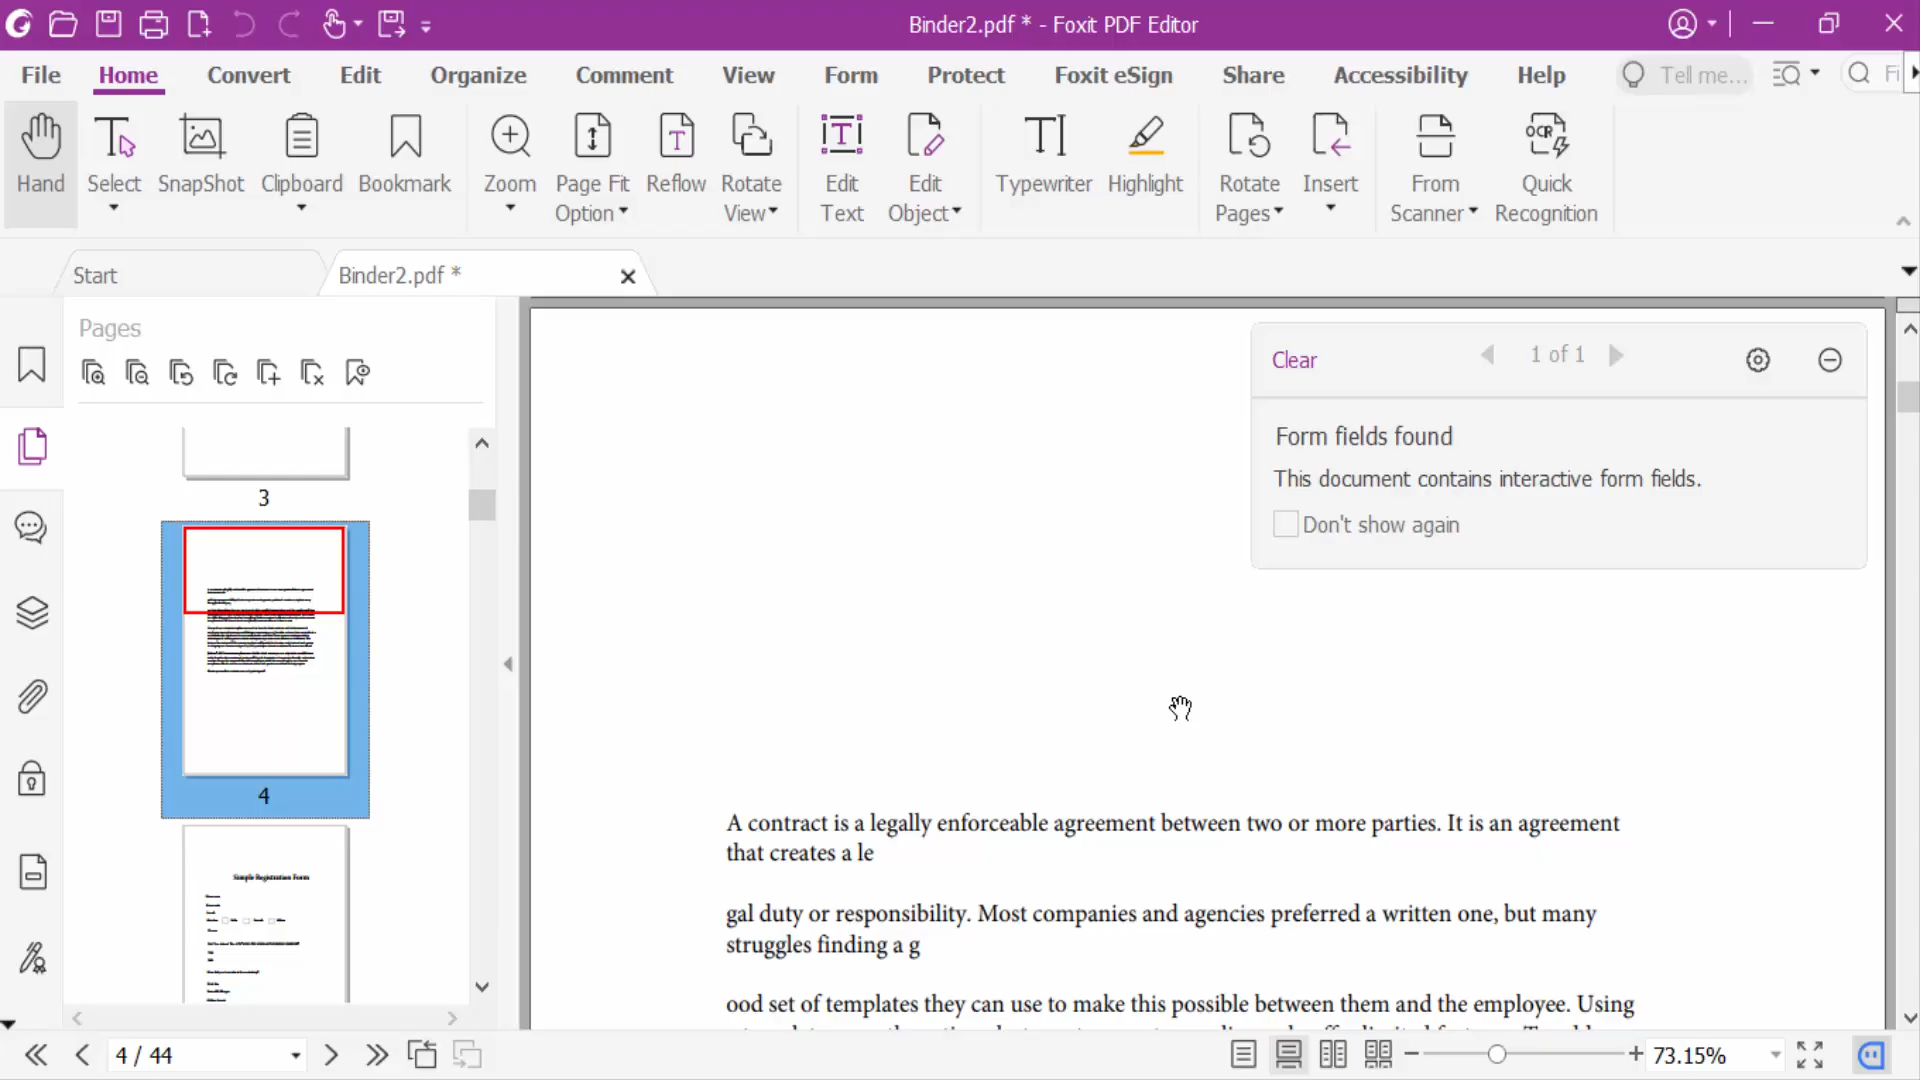 Binder2.pdf * - Foxit PDF Editor
File Home Convert Edit Organize Comment View Form Protect Foxit eSign Share Accessibility Help Tell me... Fi
Hand Select SnapShot Clipboard Bookmark Zoom Page Fit Option Reflow Rotate View Edit Text Edit Object Typewriter Highlight Rotate Pages Insert From Scanner Quick Recognition
Start Binder2.pdf *
Pages
3
4
Simple Registration Form
Clear 1 of 1
Form fields found
This document contains interactive form fields.
Don't show again
A contract is a legally enforceable agreement between two or more parties. It is an agreement
that creates a le
gal duty or responsibility. Most companies and agencies preferred a written one, but many
struggles finding a g
ood set of templates they can use to make this possible between them and the employee. Using
4 / 44 73.15%